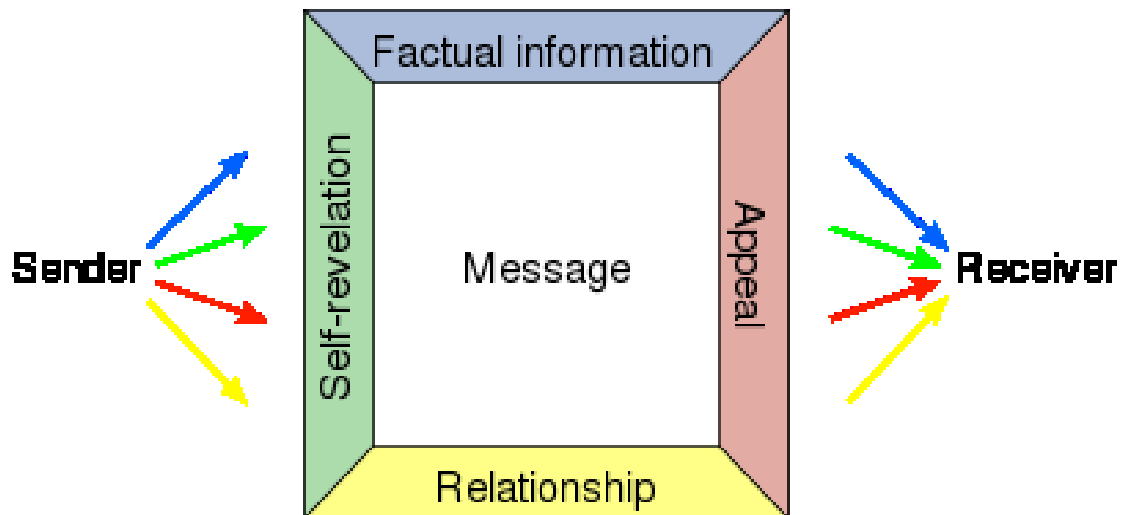 Factual information
Self-revelation
Sender
Message
Appeal
Receiver
Relationship